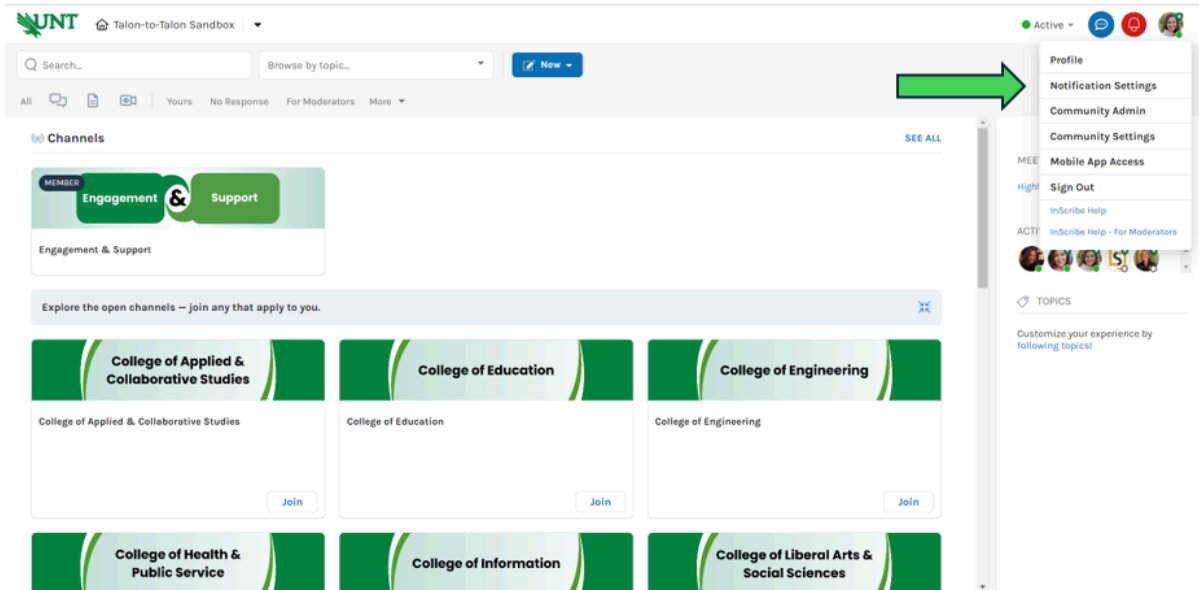 UNT
Talon-to-Talon Sandbox
Active
Search...
Browse by topic...
New
All
Yours
No Response
For Moderators
More
Profile
Notification Settings
Community Admin
Community Settings
Mobile App Access
Sign Out
InScribe Help
InScribe Help - For Moderators
Channels
SEE ALL
MEMBER
Engagement & Support
Engagement & Support
Explore the open channels — join any that apply to you.
College of Applied &
Collaborative Studies
College of Applied & Collaborative Studies
Join
College of Education
College of Education
Join
College of Engineering
College of Engineering
Join
College of Health &
Public Service
College of Information
College of Liberal Arts &
Social Sciences
TOPICS
Customize your experience by
following topics!